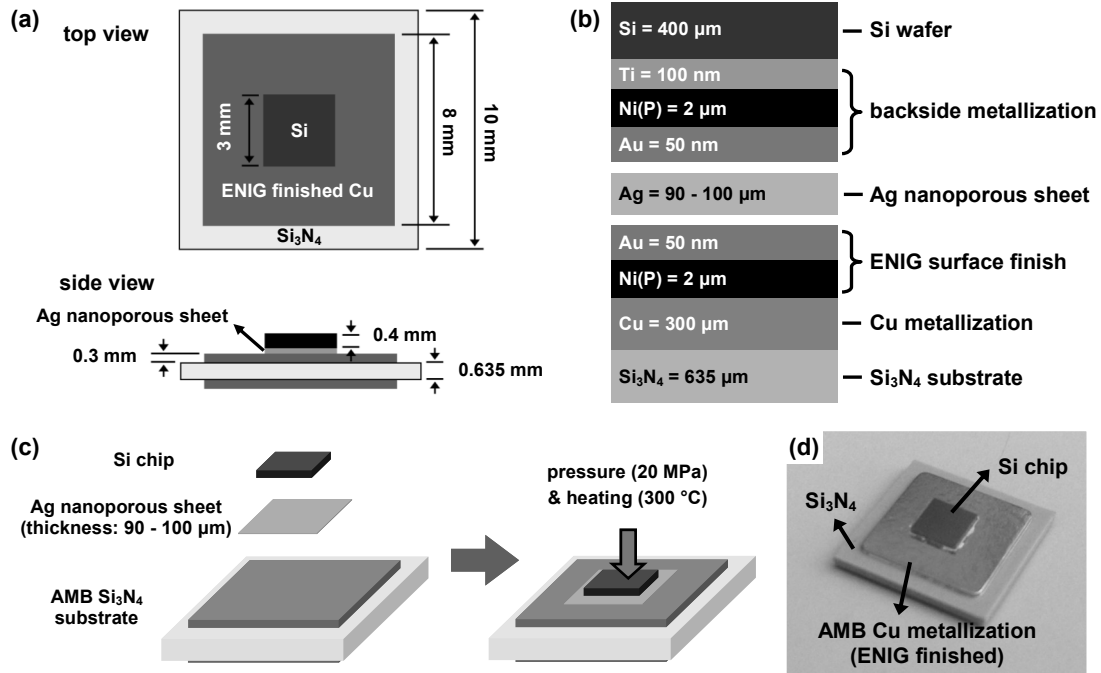 (a)
top view
3 mm
Si
8 mm
10 mm
ENIG finished Cu
Si₃N₄
side view
Ag nanoporous sheet
0.3 mm
0.4 mm
0.635 mm
(b)
Si = 400 µm
Si wafer
Ti = 100 nm
Ni(P) = 2 µm
backside metallization
Au = 50 nm
Ag = 90 - 100 µm
Ag nanoporous sheet
Au = 50 nm
ENIG surface finish
Ni(P) = 2 µm
Cu = 300 µm
Cu metallization
Si₃N₄ = 635 µm
Si₃N₄ substrate
(c)
Si chip
Ag nanoporous sheet
(thickness: 90 - 100 µm)
AMB Si₃N₄
substrate
pressure (20 MPa)
& heating (300 °C)
(d)
Si chip
Si₃N₄
AMB Cu metallization
(ENIG finished)